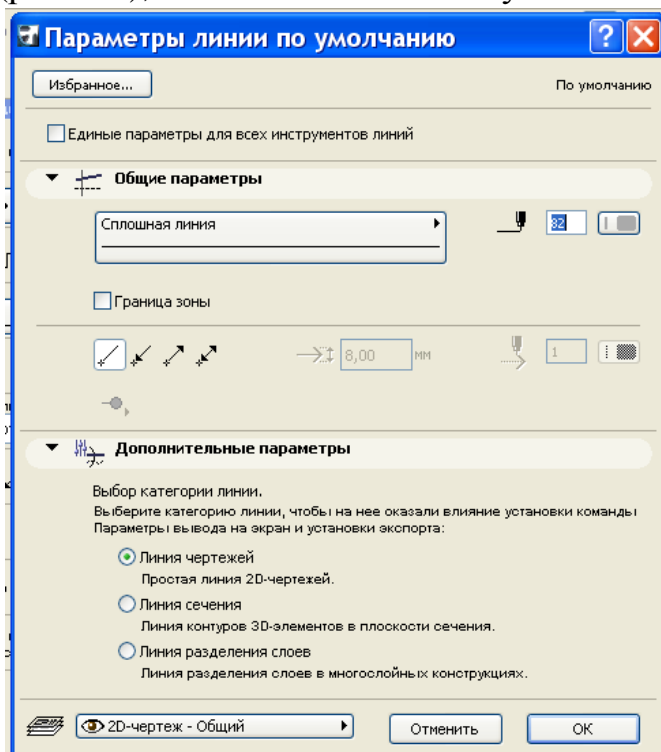 Параметры линии по умолчанию
Избранное...
По умолчанию
Единые параметры для всех инструментов линий
Общие параметры
Сплошная линия
82
Граница зоны
8,00 мм
1
Дополнительные параметры
Выбор категории линии.
Выберите категорию линии, чтобы на нее оказали влияние установки команды
Параметры вывода на экран и установки экспорта:
Линия чертежей
Простая линия 2D-чертежей.
Линия сечения
Линия контуров 3D-элементов в плоскости сечения.
Линия разделения слоев
Линия разделения слоев в многослойных конструкциях.
2D-чертеж - Общий
Отменить
OK